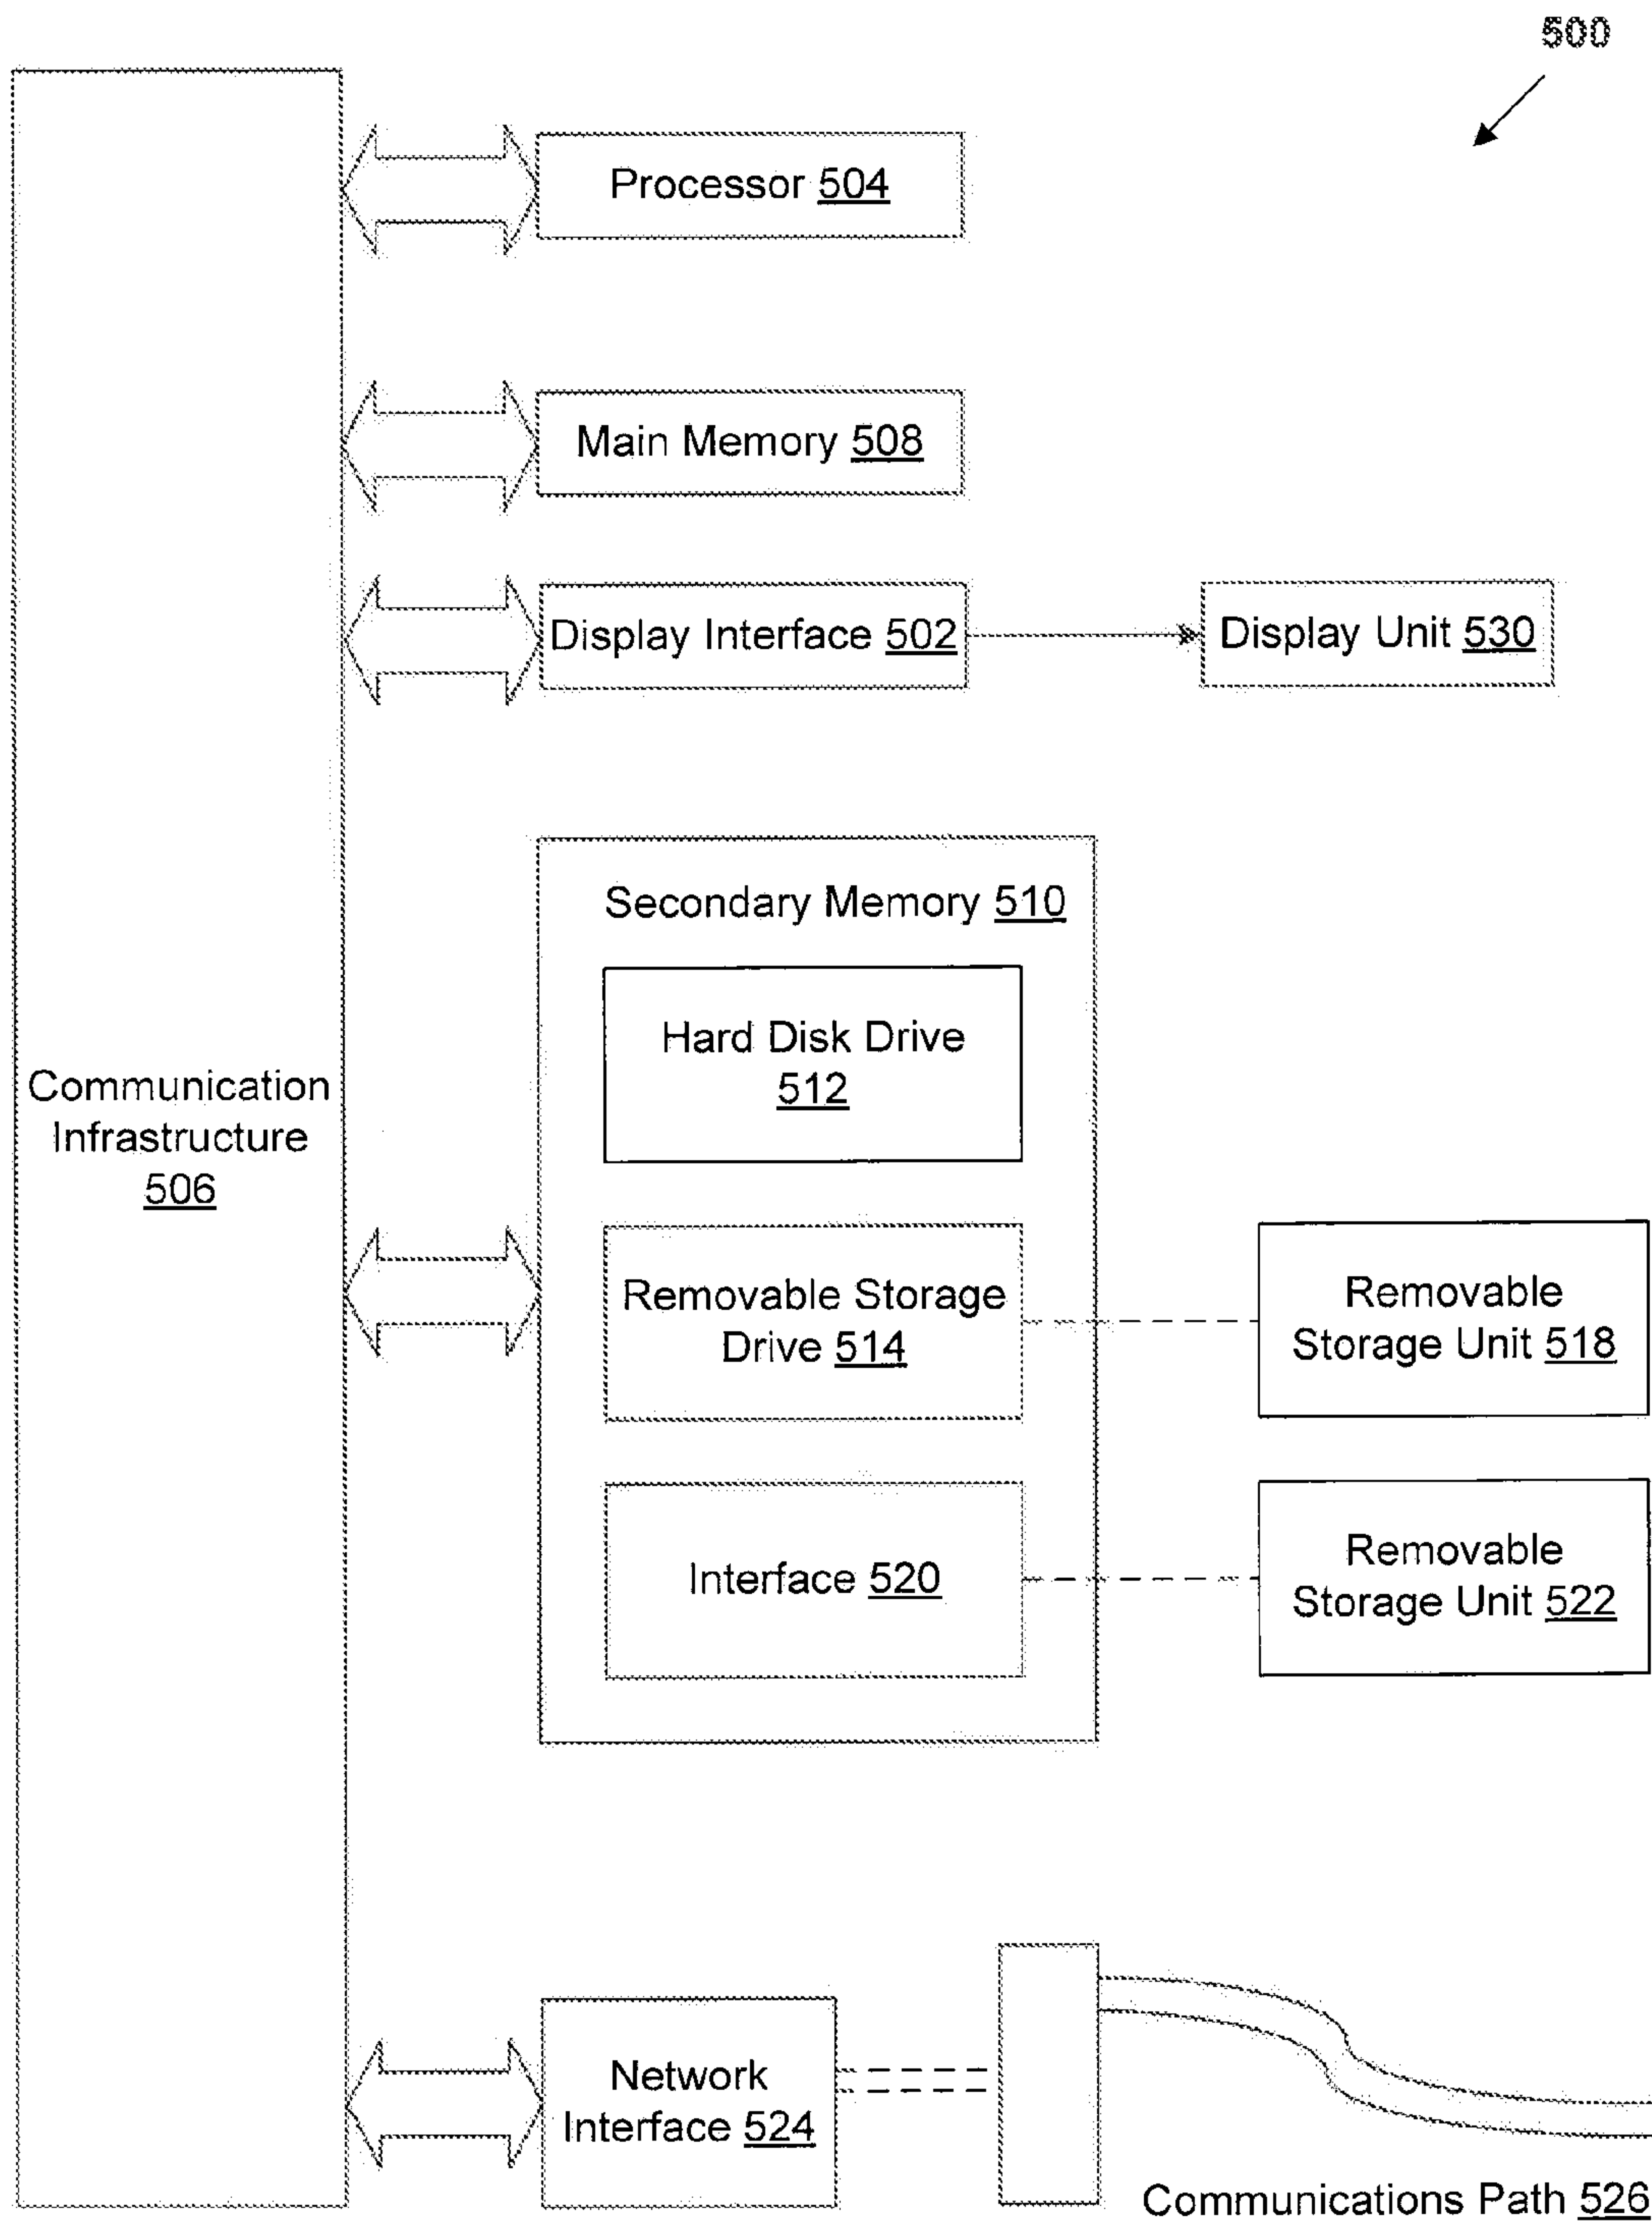 500
Processor 504
Main Memory 508
Display Interface 502
Display Unit 530
Secondary Memory 510
Hard Disk Drive
512
Communication
Infrastructure
506
Removable Storage
Drive 514
Removable
Storage Unit 518
Interface 520
Removable
Storage Unit 522
Network
Interface 524
Communications Path 526